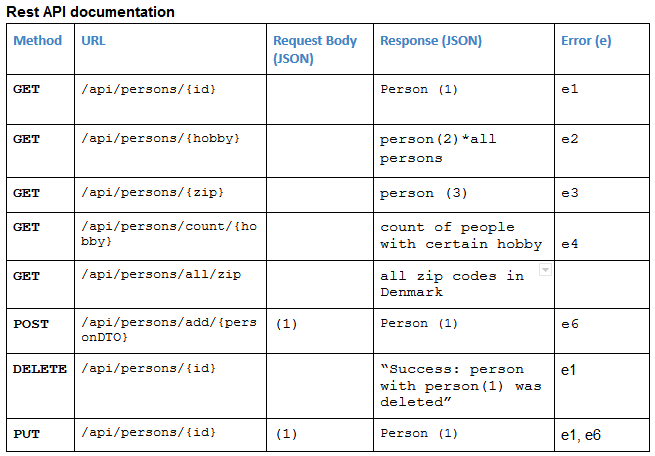 Rest API documentation
Method URL Request Body (JSON) Response (JSON) Error (e)
GET /api/persons/{id} Person (1) e1
GET /api/persons/{hobby} person(2)*all persons e2
GET /api/persons/{zip} person (3) e3
GET /api/persons/count/{hobby} count of people with certain hobby e4
GET /api/persons/all/zip all zip codes in Denmark
POST /api/persons/add/{personDTO} (1) Person (1) e6
DELETE /api/persons/{id} “Success: person with person(1) was deleted” e1
PUT /api/persons/{id} (1) Person (1) e1, e6